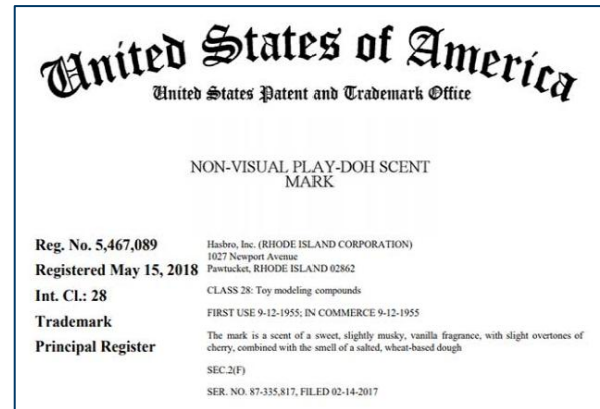 United States of America
United States Patent and Trademark Office
NON-VISUAL PLAY-DOH SCENT
MARK
Reg. No. 5,467,089
Registered May 15, 2018
Int. Cl.: 28
Trademark
Principal Register
Hasbro, Inc. (RHODE ISLAND CORPORATION)
1027 Newport Avenue
Pawtucket, RHODE ISLAND 02862
CLASS 28: Toy modeling compounds
FIRST USE 9-12-1955; IN COMMERCE 9-12-1955
The mark is a scent of a sweet, slightly musky, vanilla fragrance, with slight overtones of
cherry, combined with the smell of a salted, wheat-based dough
SEC.2(F)
SER. NO. 87-335,817, FILED 02-14-2017